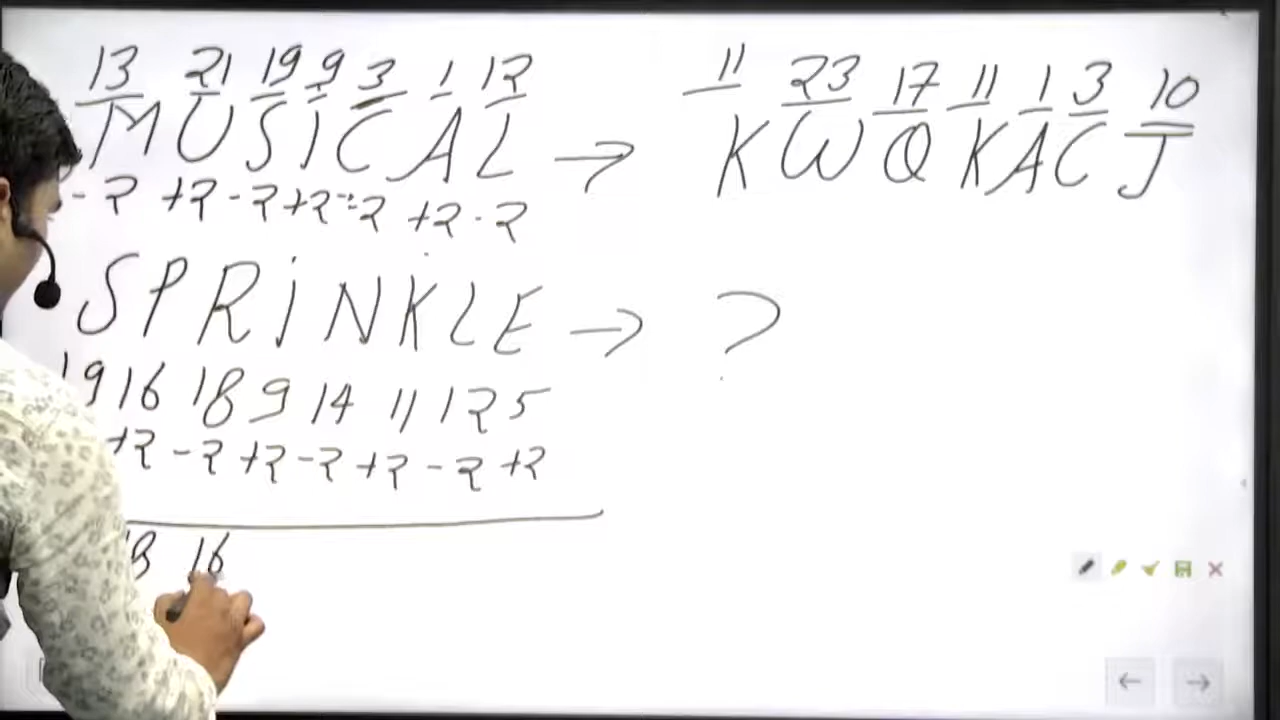 13 21 19 9 3 1 12
11 23 17 11 1 3 10
MUSICAL → KWQKACJ
-2 +2 -2 +2 -2 +2 -2
SPRINKLE → ?
19 16 18 9 14 11 12 5
+2 -2 +2 -2 +2 -2 +2
18 16